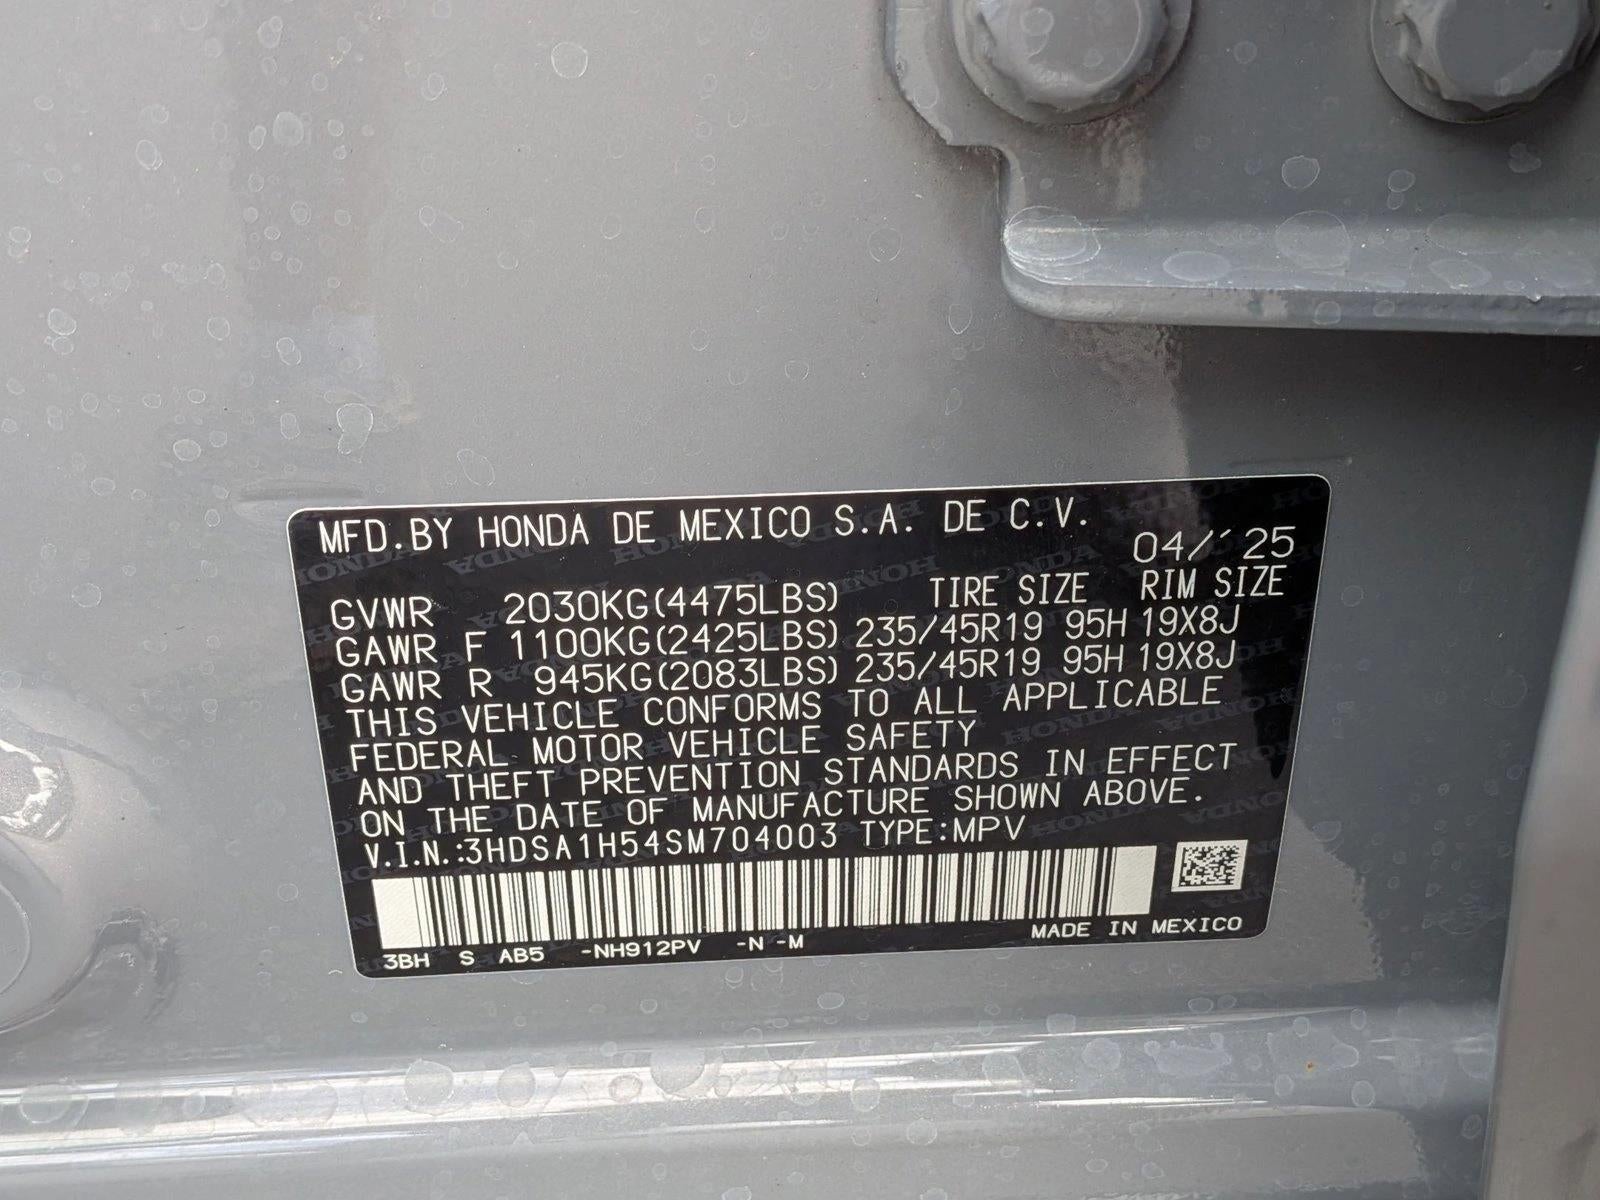 MFD.BY HONDA DE MEXICO S.A. DE C.V.
04/´25
GVWR 2030KG(4475LBS) TIRE SIZE RIM SIZE
GAWR F 1100KG(2425LBS) 235/45R19 95H 19X8J
GAWR R 945KG(2083LBS) 235/45R19 95H 19X8J
THIS VEHICLE CONFORMS TO ALL APPLICABLE
FEDERAL MOTOR VEHICLE SAFETY
AND THEFT PREVENTION STANDARDS IN EFFECT
ON THE DATE OF MANUFACTURE SHOWN ABOVE.
V.I.N.:3HDSA1H54SM704003 TYPE:MPV
MADE IN MEXICO
3BH S AB5 -NH912PV -N -M